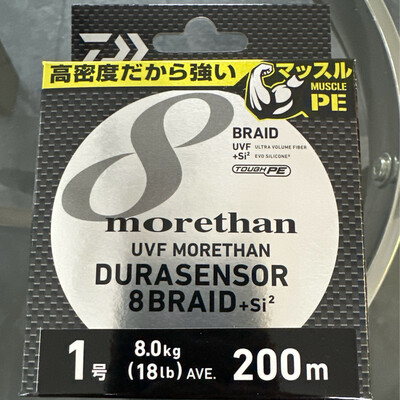 高密度だから強い
マッスル
MUSCLE
PE
8
BRAID
UVF ULTRA VOLUME FIBER
+Si² EVO SILICONE²
TOUGH PE
morethan
UVF MORETHAN
DURASENSOR
8BRAID+Si²
1号 8.0kg (18lb) AVE. 200m